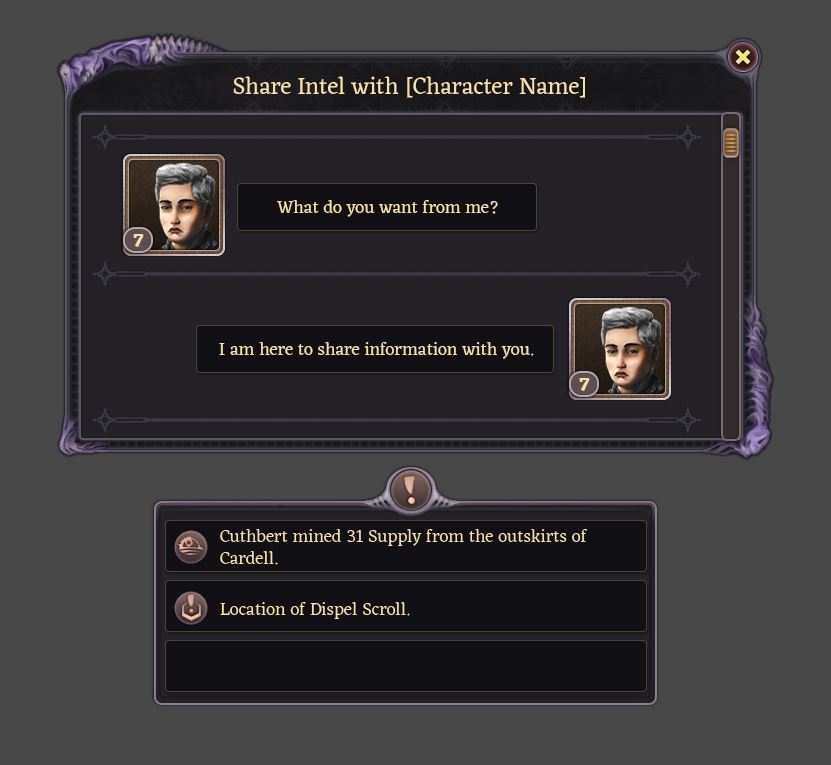 Share Intel with [Character Name]
What do you want from me?
7
I am here to share information with you.
7
Cuthbert mined 31 Supply from the outskirts of
Cardell.
Location of Dispel Scroll.